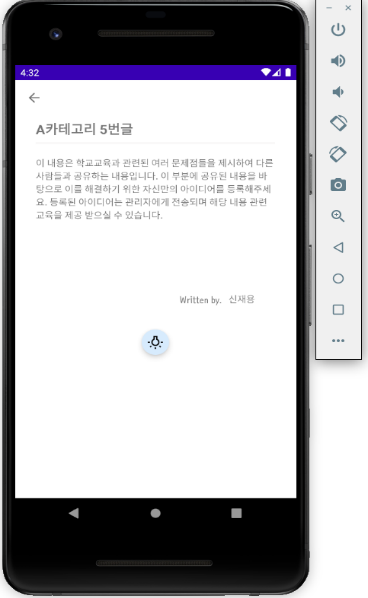 4:32
A카테고리 5번글
이 내용은 학교교육과 관련된 여러 문제점들을 제시하여 다른
사람들과 공유하는 내용입니다. 이 부분에 공유된 내용을 바
탕으로 이를 해결하기 위한 자신만의 아이디어를 등록해주세
요. 등록된 아이디어는 관리자에게 전송되며 해당 내용 관련
교육을 제공 받으실 수 있습니다.
Written by. 신재용